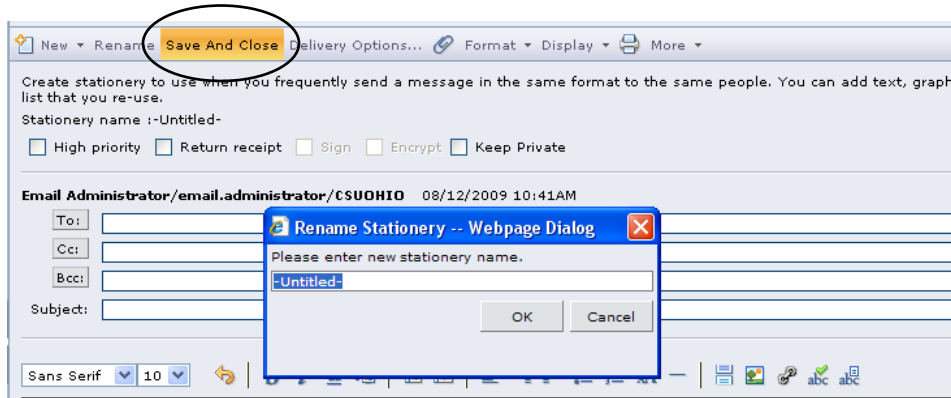 New Rename Save And Close Delivery Options... Format Display More
Create stationery to use when you frequently send a message in the same format to the same people. You can add text, graph
list that you re-use.
Stationery name :-Untitled-
High priority Return receipt Sign Encrypt Keep Private
Email Administrator/email.administrator/CSUOHIO 08/12/2009 10:41AM
To:
Cc:
Bcc:
Subject:
Rename Stationery -- Webpage Dialog
Please enter new stationery name.
-Untitled-
OK Cancel
Sans Serif 10
abc abc